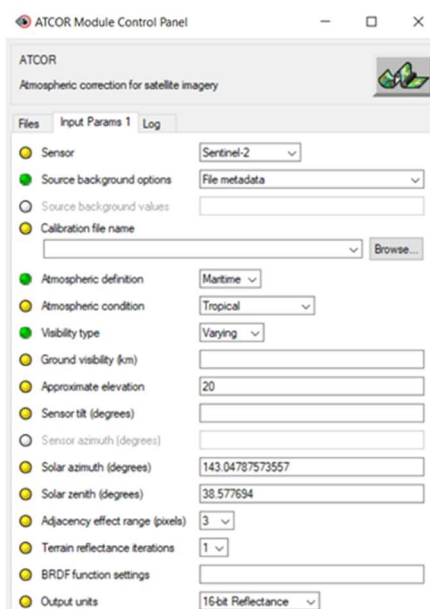 ATCOR Module Control Panel
ATCOR
Atmospheric correction for satellite imagery
Files Input Params 1 Log
Sensor Sentinel-2
Source background options File metadata
Source background values
Calibration file name
Browse...
Atmospheric definition Maritime
Atmospheric condition Tropical
Visibility type Varying
Ground visibility (km)
Approximate elevation 20
Sensor tilt (degrees)
Sensor azimuth (degrees)
Solar azimuth (degrees) 143.04787573557
Solar zenith (degrees) 38.577694
Adjacency effect range (pixels) 3
Terrain reflectance iterations 1
BRDF function settings
Output units 16-bit Reflectance